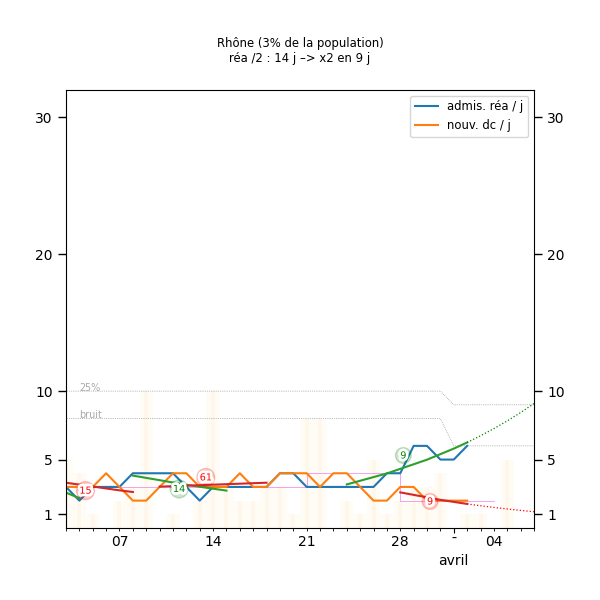 Rhône (3% de la population)
réa /2 : 14 j –> x2 en 9 j
admis. réa / j
nouv. dc / j
30 30
20 20
25%
10 10
bruit
9
5 5
61
15 14
9
1 1
07 14 21 28 - 04
avril